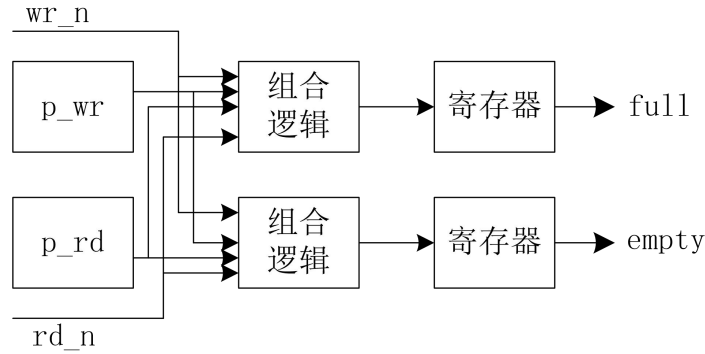 wr_n
p_wr
组合
逻辑
寄存器
full
p_rd
组合
逻辑
寄存器
empty
rd_n